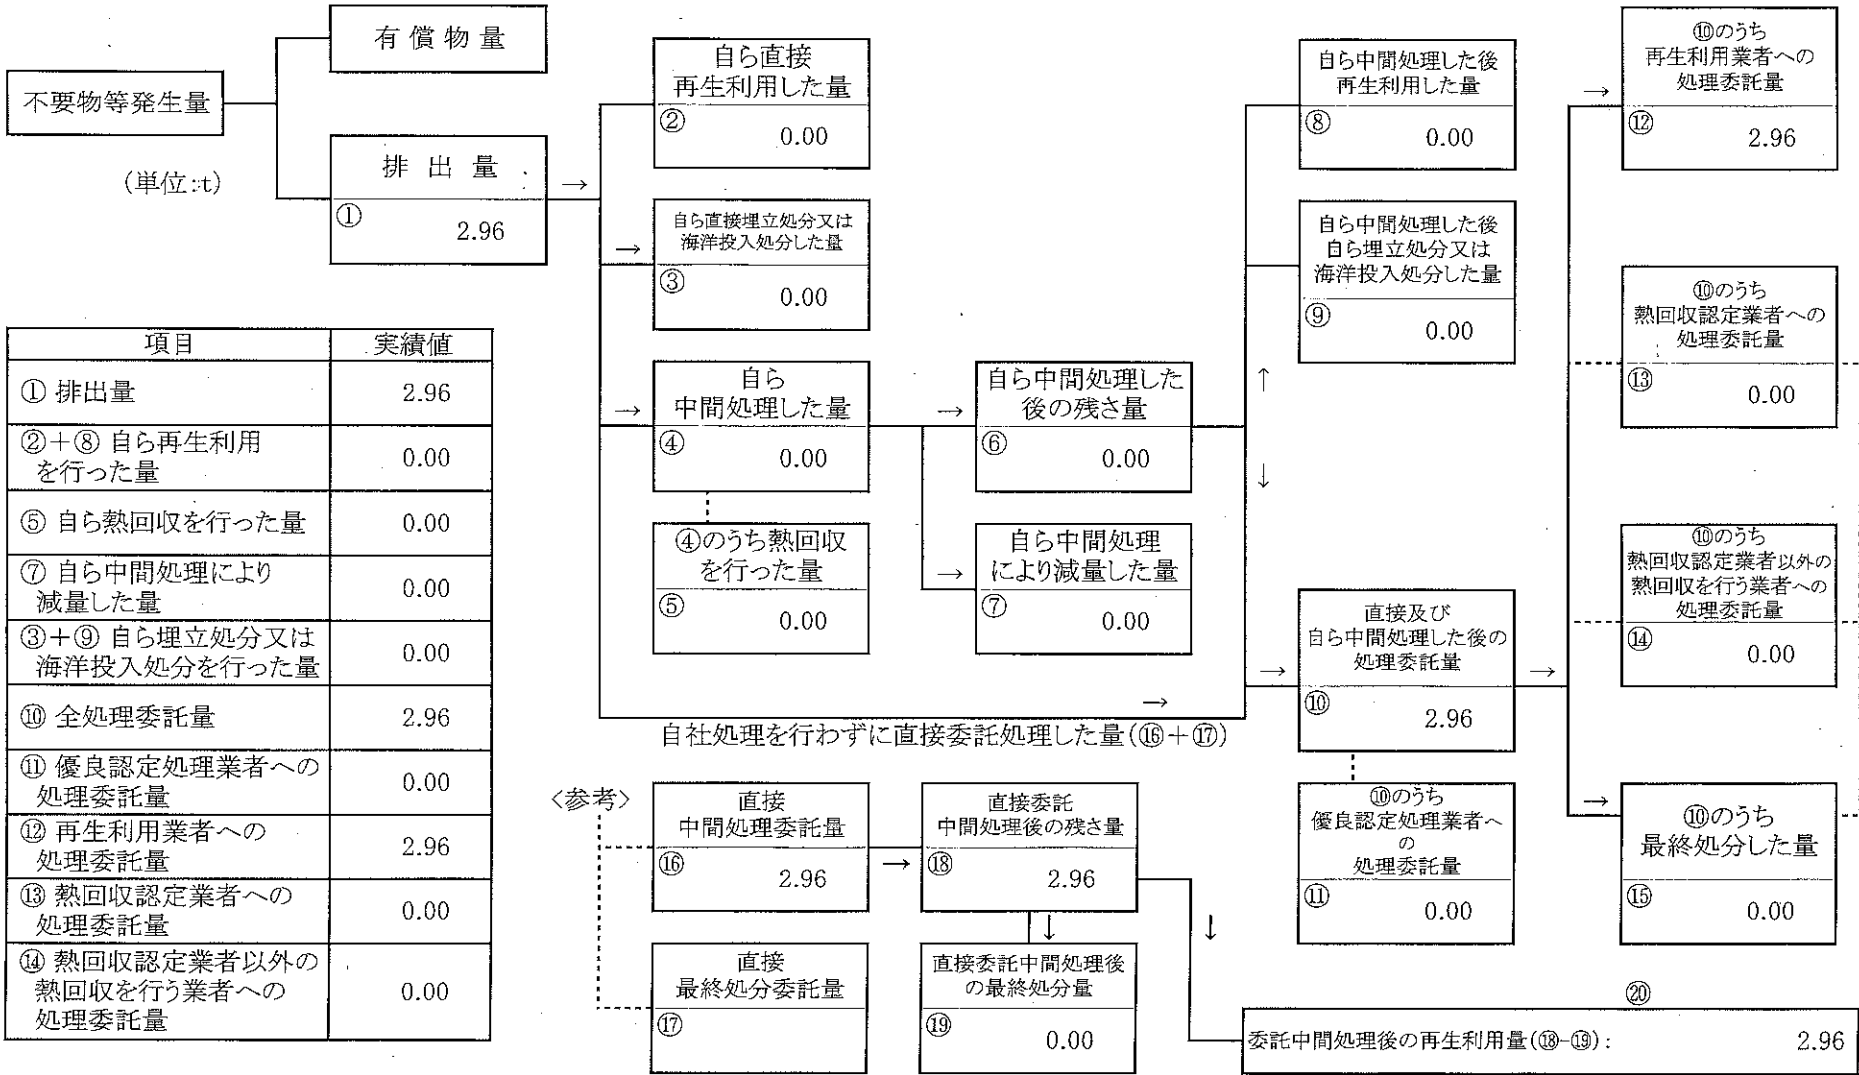 不要物等発生量
(単位:t)
有償物量
排出量
①
2.96
自ら直接
再生利用した量
②
0.00
自ら直接埋立処分又は
海洋投入処分した量
③
0.00
自ら
中間処理した量
④
0.00
④のうち熱回収
を行った量
⑤
0.00
自ら中間処理した
後の残さ量
⑥
0.00
自ら中間処理
により減量した量
⑦
0.00
自ら中間処理した後
再生利用した量
⑧
0.00
自ら中間処理した後
自ら埋立処分又は
海洋投入処分した量
⑨
0.00
直接及び
自ら中間処理した後の
処理委託量
⑩
2.96
⑩のうち
優良認定処理業者へ
の
処理委託量
⑪
0.00
⑩のうち
再生利用業者への
処理委託量
⑫
2.96
⑩のうち
熱回収認定業者への
処理委託量
⑬
0.00
⑩のうち
熱回収認定業者以外の
熱回収を行う業者への
処理委託量
⑭
0.00
⑩のうち
最終処分した量
⑮
0.00
自社処理を行わずに直接委託処理した量(⑯+⑰)
<参考>
直接
中間処理委託量
⑯
2.96
直接
最終処分委託量
⑰
直接委託
中間処理後の残さ量
⑱
2.96
直接委託中間処理後
の最終処分量
⑲
0.00
⑳
委託中間処理後の再生利用量(⑱-⑲): 2.96
項目 実績値
① 排出量 2.96
②+⑧ 自ら再生利用
を行った量 0.00
⑤ 自ら熱回収を行った量 0.00
⑦ 自ら中間処理により
減量した量 0.00
③+⑨ 自ら埋立処分又は
海洋投入処分を行った量 0.00
⑩ 全処理委託量 2.96
⑪ 優良認定処理業者への
処理委託量 0.00
⑫ 再生利用業者への
処理委託量 2.96
⑬ 熱回収認定業者への
処理委託量 0.00
⑭ 熱回収認定業者以外の
熱回収を行う業者への
処理委託量 0.00